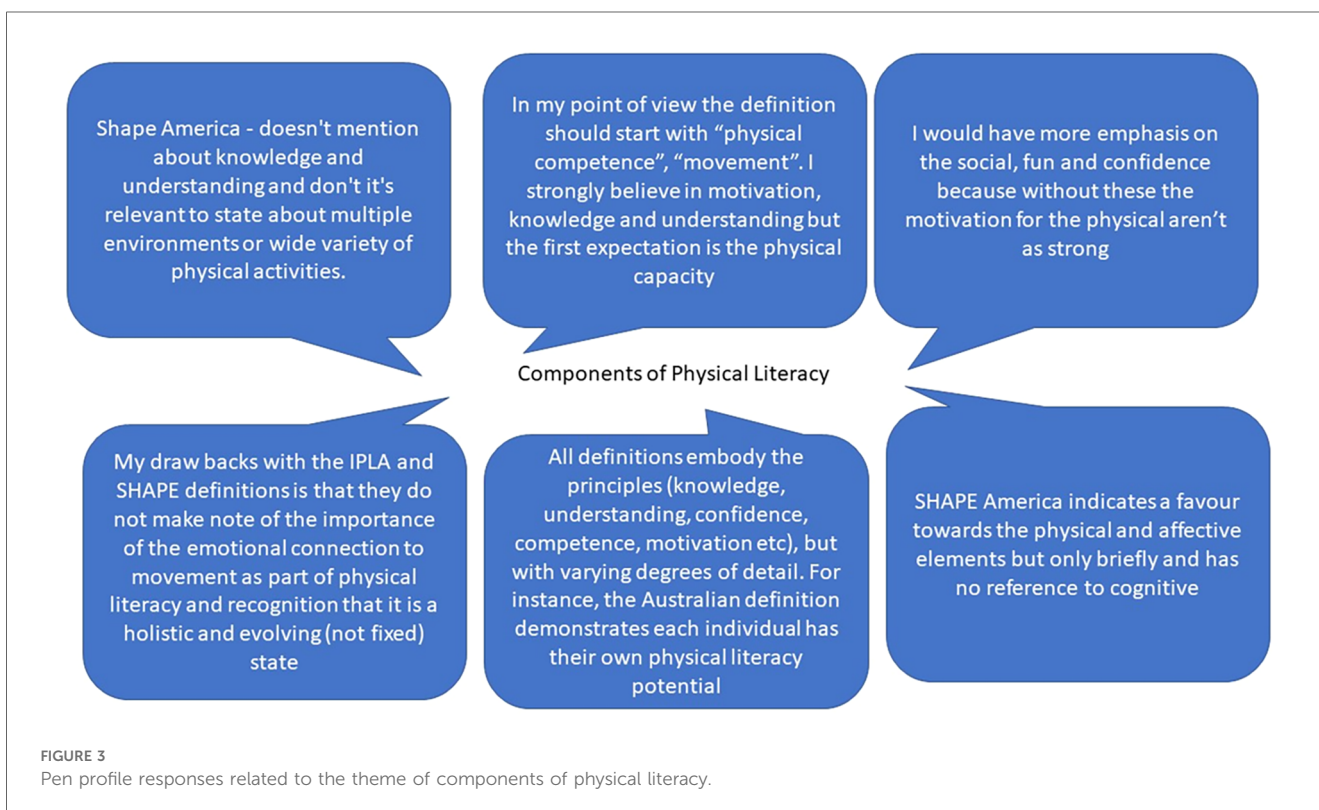 Shape America - doesn't mention
about knowledge and
understanding and don't it's
relevant to state about multiple
environments or wide variety of
physical activities.
In my point of view the definition
should start with “physical
competence”, “movement”. I
strongly believe in motivation,
knowledge and understanding but
the first expectation is the physical
capacity
I would have more emphasis on
the social, fun and confidence
because without these the
motivation for the physical aren’t
as strong
Components of Physical Literacy
My draw backs with the IPLA and
SHAPE definitions is that they do
not make note of the importance
of the emotional connection to
movement as part of physical
literacy and recognition that it is a
holistic and evolving (not fixed)
state
All definitions embody the
principles (knowledge,
understanding, confidence,
competence, motivation etc), but
with varying degrees of detail. For
instance, the Australian definition
demonstrates each individual has
their own physical literacy
potential
SHAPE America indicates a favour
towards the physical and affective
elements but only briefly and has
no reference to cognitive
FIGURE 3
Pen profile responses related to the theme of components of physical literacy.